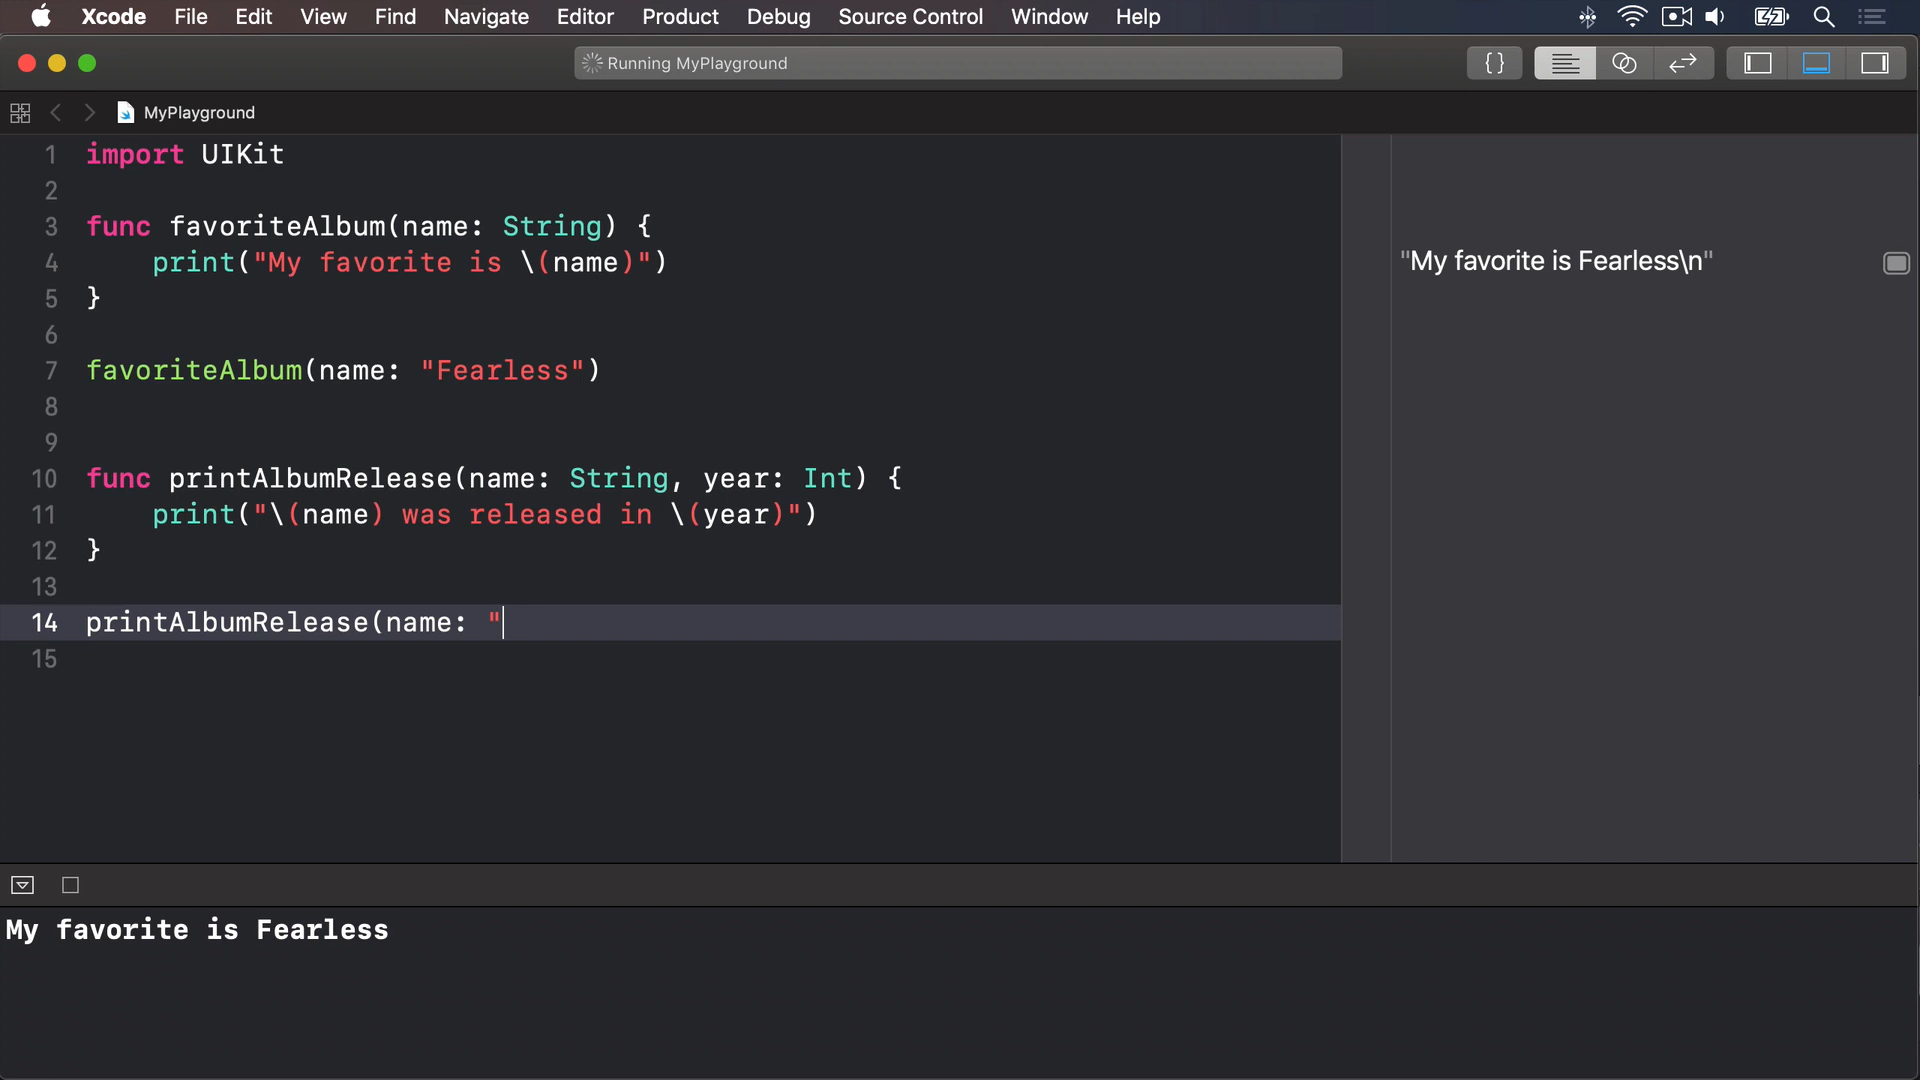 Xcode File Edit View Find Navigate Editor Product Debug Source Control Window Help
Running MyPlayground
{}
MyPlayground
1 import UIKit
2
3 func favoriteAlbum(name: String) {
4     print("My favorite is \(name)")
"My favorite is Fearless\n"
5 }
6
7 favoriteAlbum(name: "Fearless")
8
9
10 func printAlbumRelease(name: String, year: Int) {
11     print("\(name) was released in \(year)")
12 }
13
14 printAlbumRelease(name: "
15
My favorite is Fearless